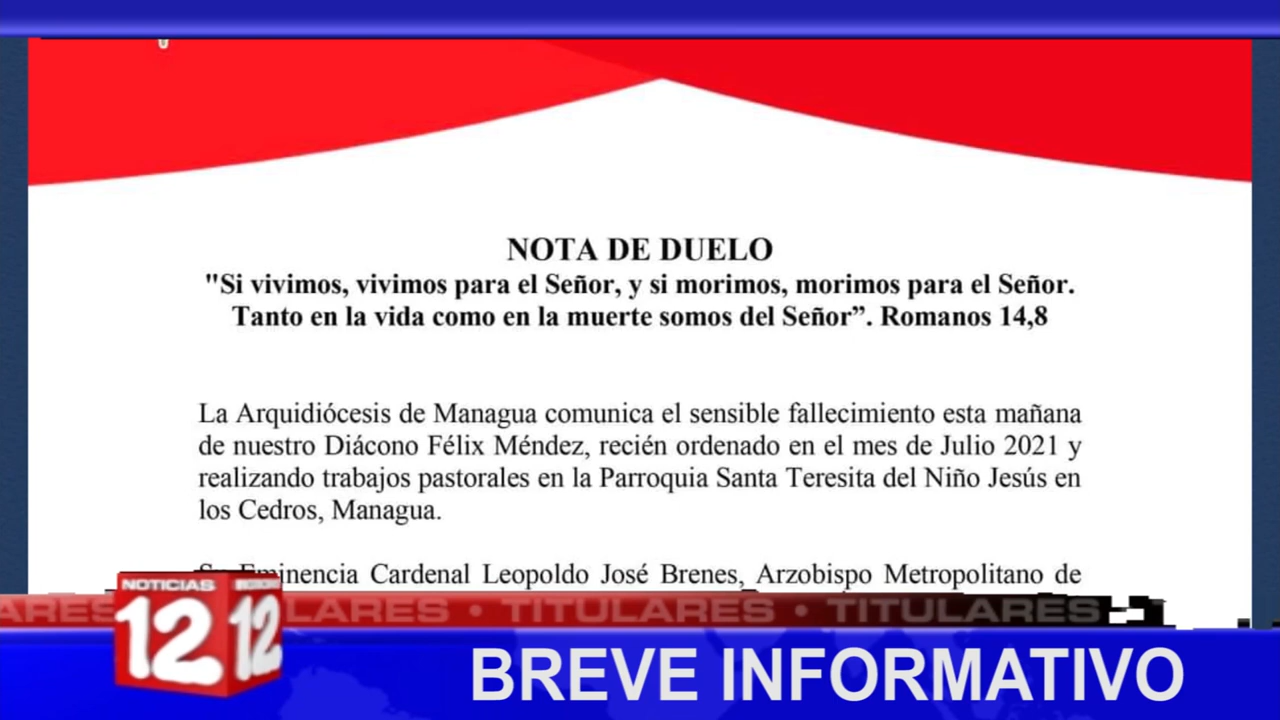 NOTA DE DUELO
"Si vivimos, vivimos para el Señor, y si morimos, morimos para el Señor.
Tanto en la vida como en la muerte somos del Señor”. Romanos 14,8
La Arquidiócesis de Managua comunica el sensible fallecimiento esta mañana
de nuestro Diácono Félix Méndez, recién ordenado en el mes de Julio 2021 y
realizando trabajos pastorales en la Parroquia Santa Teresita del Niño Jesús en
los Cedros, Managua.
Su Eminencia Cardenal Leopoldo José Brenes, Arzobispo Metropolitano de
ARES LARES • TITULARES • TITULARES
NOTICIAS
12 12
BREVE INFORMATIVO